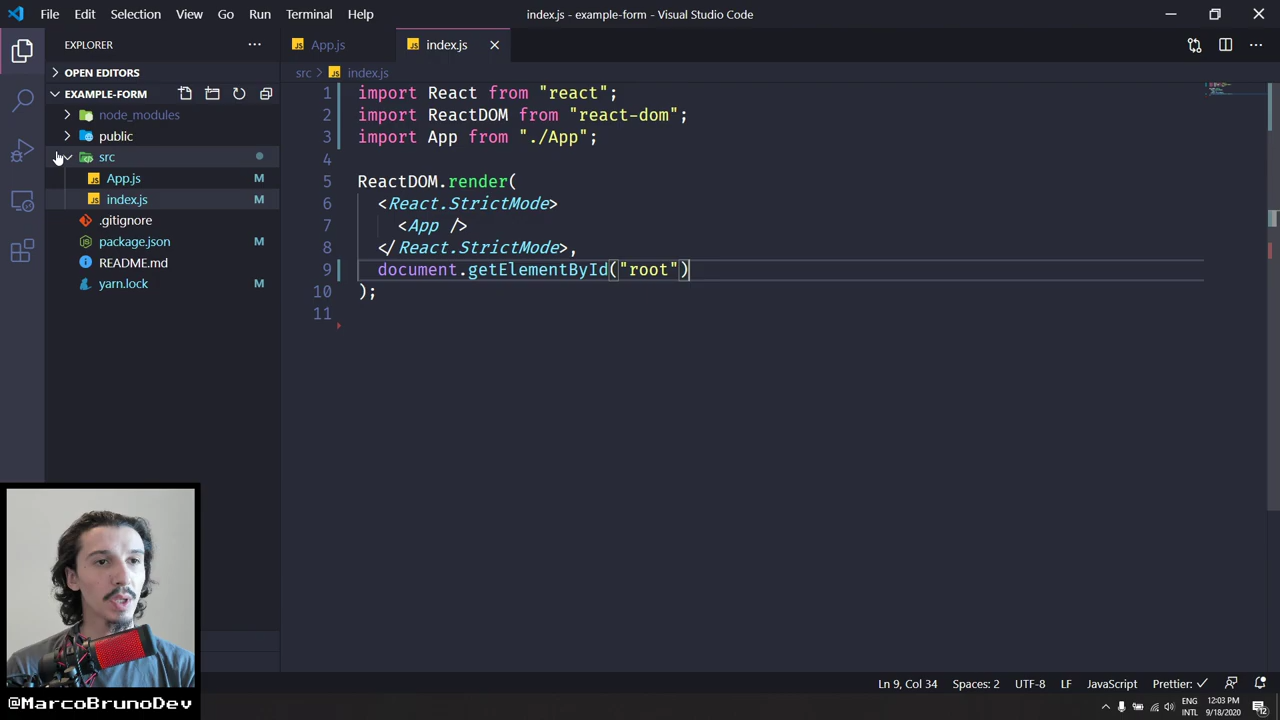 File Edit Selection View Go Run Terminal Help
index.js - example-form - Visual Studio Code
EXPLORER
App.js
index.js
OPEN EDITORS
src > index.js
EXAMPLE-FORM
node_modules
public
src
App.js M
index.js M
.gitignore
package.json M
README.md
yarn.lock M
1 import React from "react";
2 import ReactDOM from "react-dom";
3 import App from "./App";
4
5 ReactDOM.render(
6 <React.StrictMode>
7 <App />
8 </React.StrictMode>,
9 document.getElementById("root")
10 );
11
@MarcoBrunoDev
Ln 9, Col 34 Spaces: 2 UTF-8 LF JavaScript Prettier: ✓
ENG
INTL
12:03 PM
9/18/2020
12